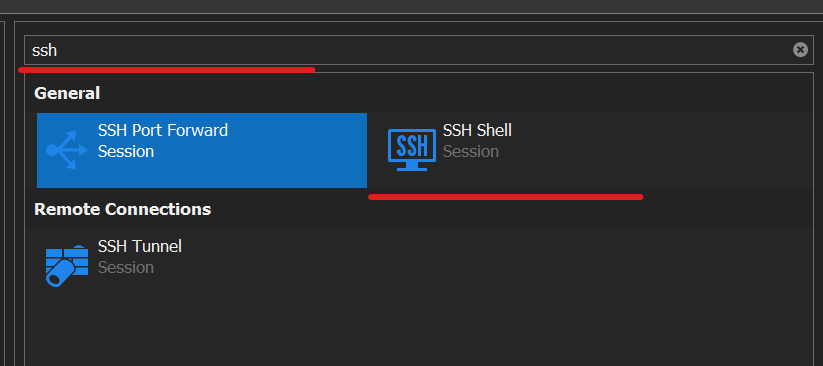 ssh
General
SSH Port Forward
Session
SSH
SSH Shell
Session
Remote Connections
SSH Tunnel
Session